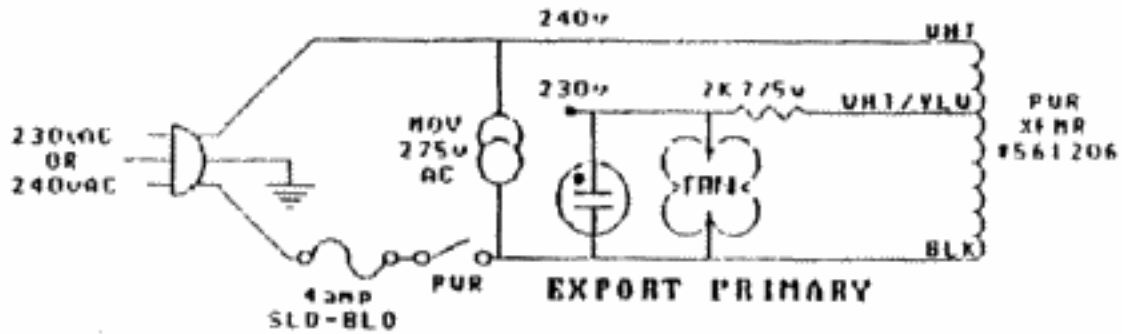 240v
WHT
230v
2K7/5w
WHT/YLW
230vAC
OR
240vAC
MOV
275v
AC
FAN
PWR
XFMR
#561206
BLK
PWR
4amp
SLO-BLO
EXPORT PRIMARY